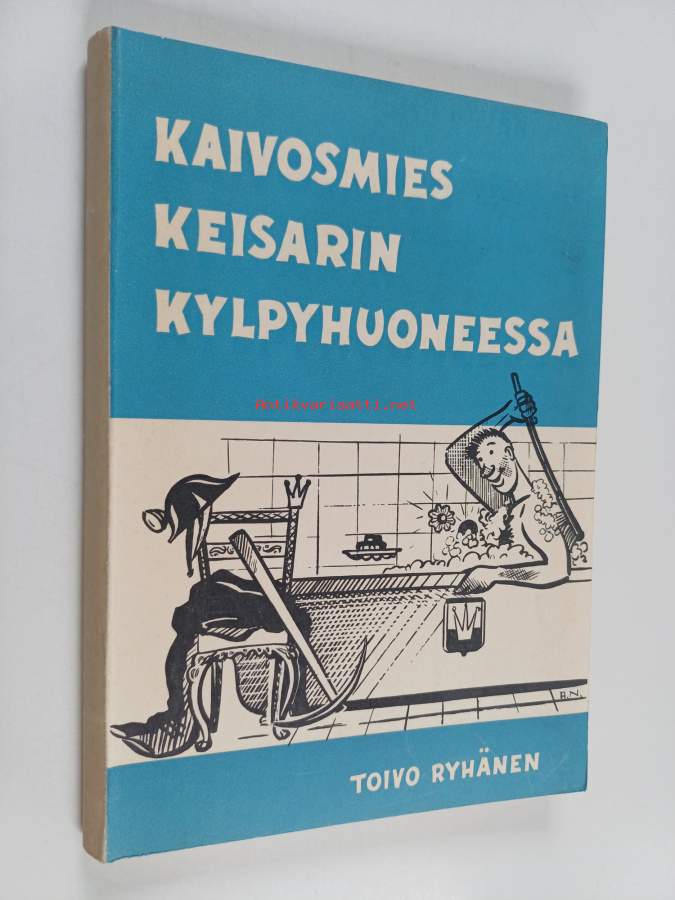 KAIVOSMIES
KEISARIN
KYLPYHUONEESSA
Antikvariaatti.net
A.N.
TOIVO RYHÄNEN